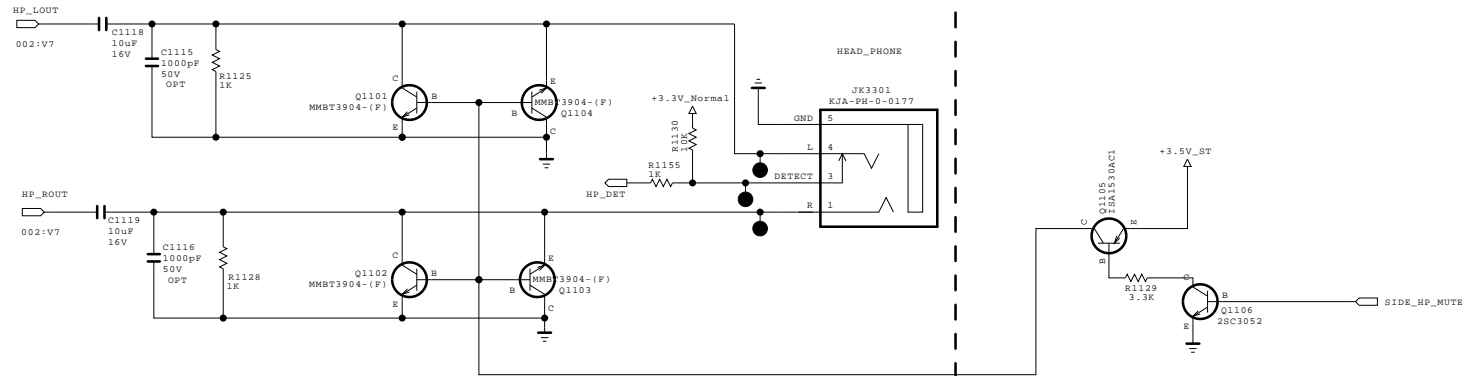 HP_LOUT
002:V7
C1118
10uF
16V
C1115
1000pF
50V
OPT
R1125
1K
C
Q1101
B
MMBT3904-(F)
E
E
MMBT3904-(F)
B
Q1104
C
+3.3V_Normal
R1130
10K
R1155
1K
HP_DET
HEAD_PHONE
JK3301
KJA-PH-0-0177
GND
5
L
4
DETECT
3
R
1
HP_ROUT
002:V7
C1119
10uF
16V
C1116
1000pF
50V
OPT
R1128
1K
C
Q1102
B
MMBT3904-(F)
E
E
MMBT3904-(F)
B
Q1103
C
+3.5V_ST
Q1105
ISA1530AC1
C
E
B
R1129
3.3K
C
B
Q1106
2SC3052
E
SIDE_HP_MUTE